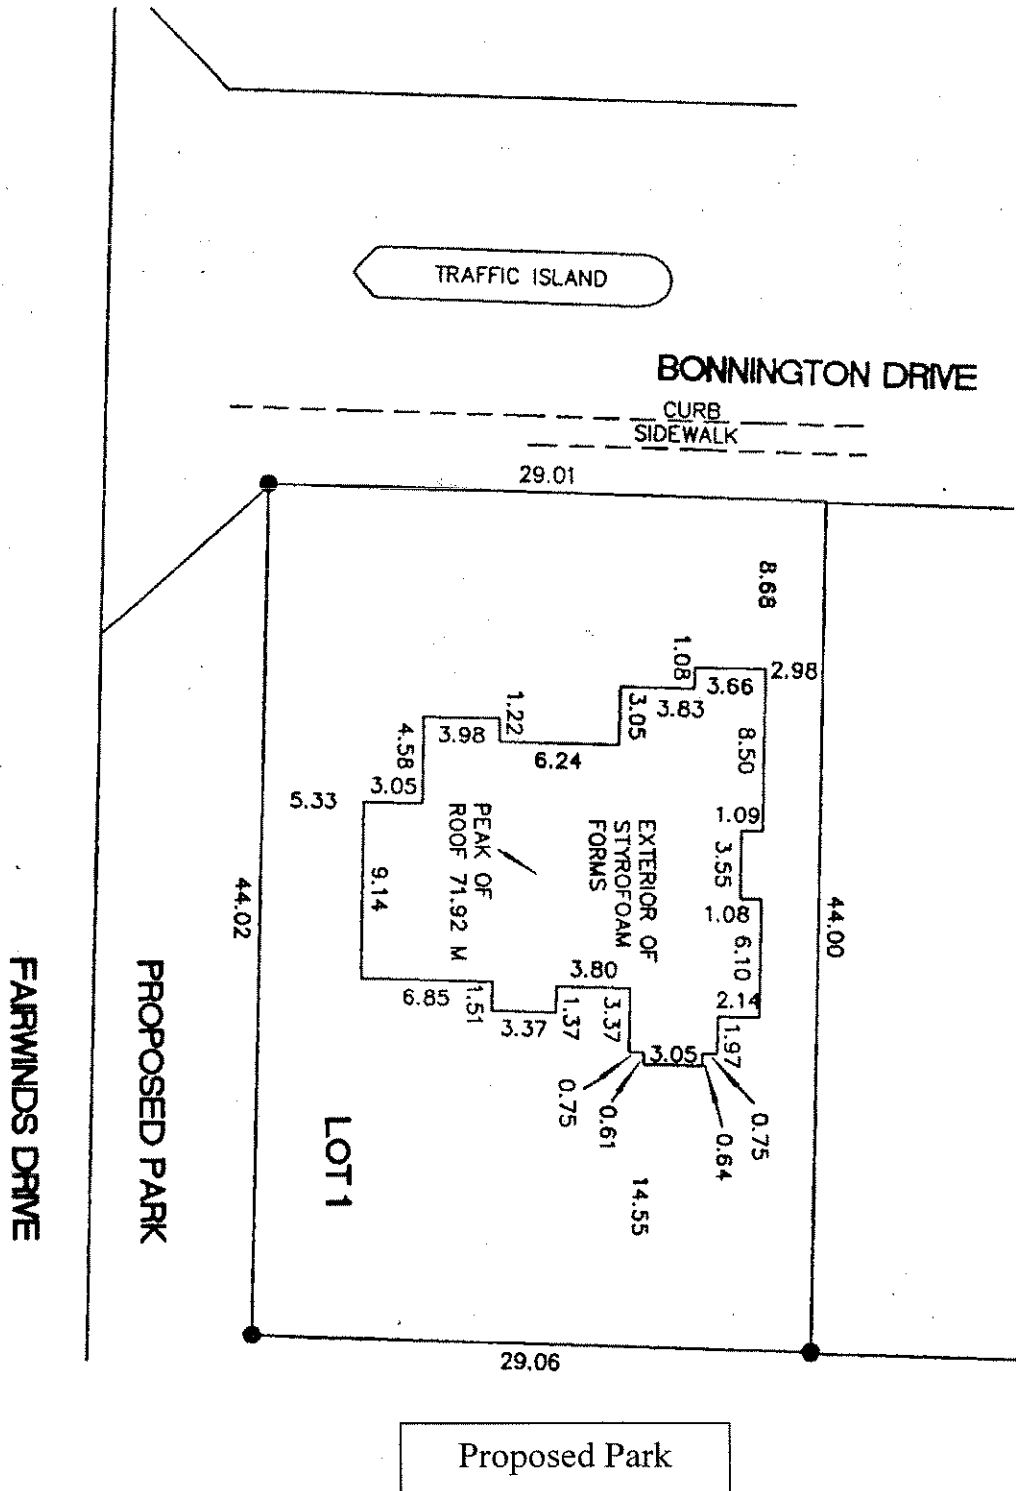 TRAFFIC ISLAND
BONNINGTON DRIVE
CURB
SIDEWALK
29.01
8.68
2.98
1.08
3.66
3.83
3.05
8.50
1.22
3.98
6.24
4.58
3.05
5.33
1.09
3.55
1.08
6.10
2.14
1.97
EXTERIOR OF
STYROFOAM
FORMS
PEAK OF
ROOF 71.92 M
9.14
44.02
44.00
3.80
6.85
1.51
3.37
1.37
3.37
3.05
0.75
0.61
0.75
0.64
14.55
LOT 1
PROPOSED PARK
FAIRWINDS DRIVE
29.06
Proposed Park